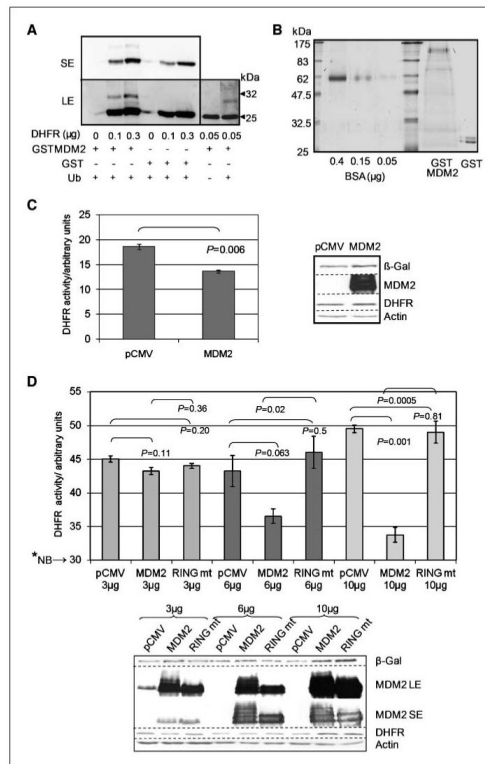 A
SE
LE
kDa
32
25
DHFR (µg) 0 0.1 0.3 0 0.1 0.3 0.05 0.05
GSTMDM2 + + + - - - + +
GST - - - + + + - -
Ub + + + + + + - +
B
kDa
175
83
62
47.5
32.5
25
0.4 0.15 0.05
BSA (µg)
GST
MDM2
GST
C
DHFR activity/arbitrary units
25
20
15
10
5
0
P=0.006
pCMV MDM2
pCMV MDM2
ß-Gal
MDM2
DHFR
Actin
D
DHFR activity/ arbitrary units
55
50
45
40
35
30
*NB→
P=0.36
P=0.20
P=0.11
P=0.02
P=0.5
P=0.063
P=0.0005
P=0.81
P=0.001
pCMV MDM2 RING mt pCMV MDM2 RING mt pCMV MDM2 RING mt
3µg 3µg 3µg 6µg 6µg 6µg 10µg 10µg 10µg
3µg 6µg 10µg
pCMV MDM2 RING mt pCMV MDM2 RING mt pCMV MDM2 RING mt
β-Gal
MDM2 LE
MDM2 SE
DHFR
Actin